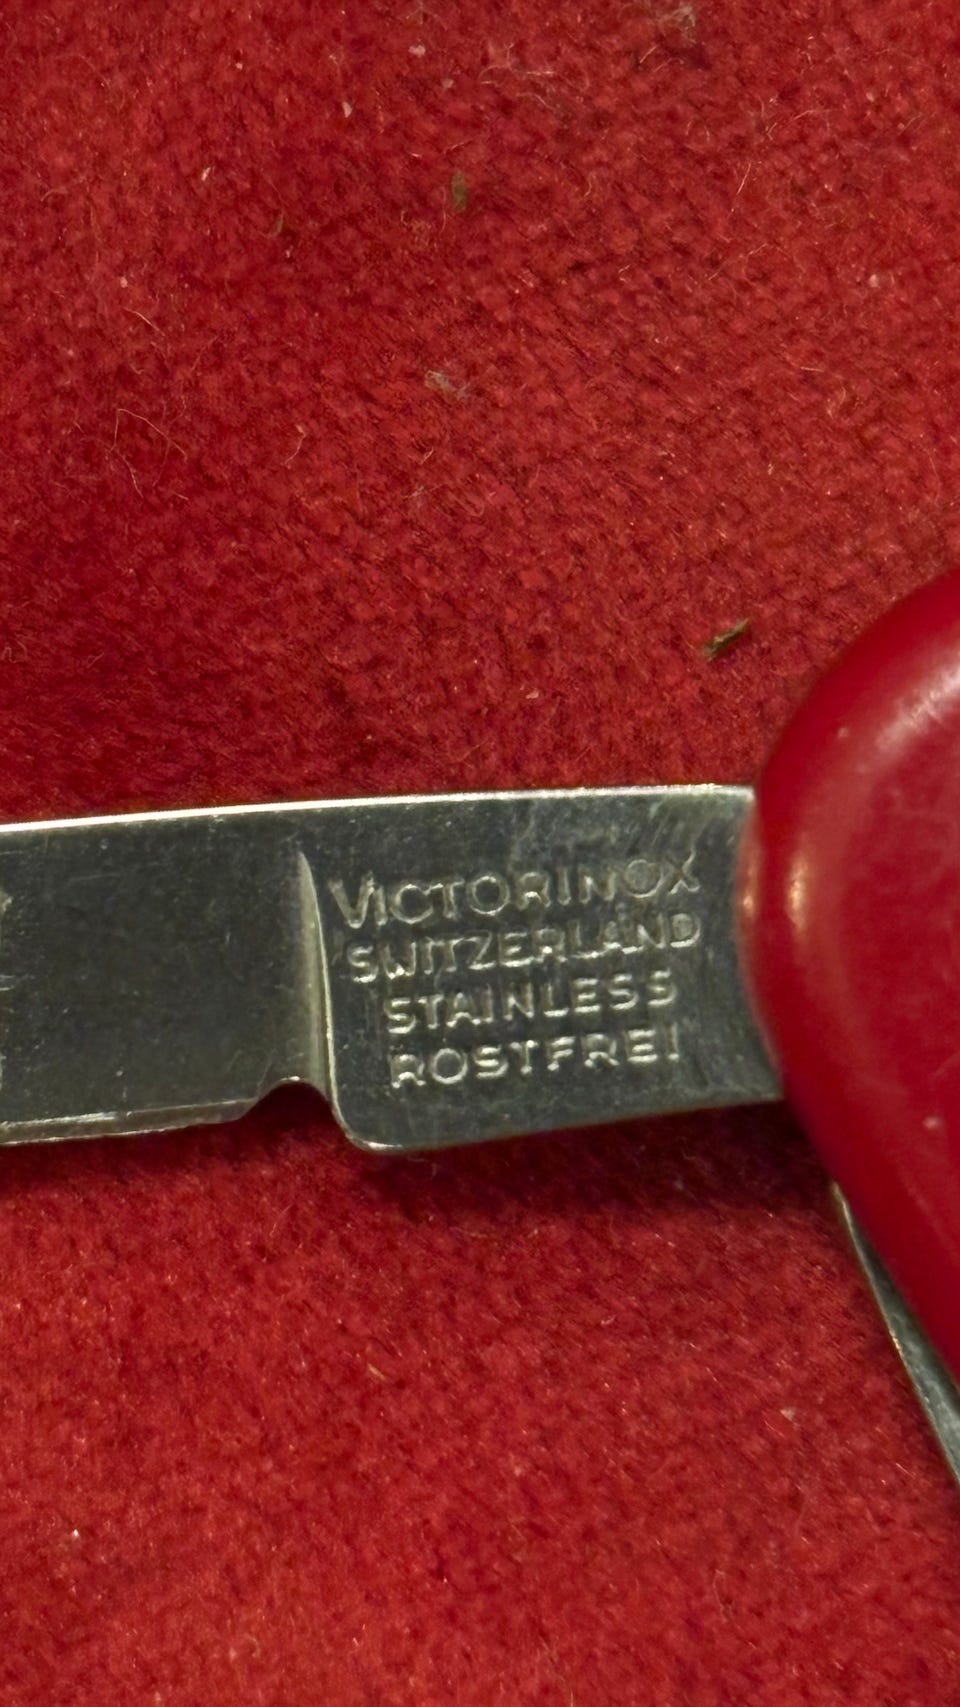 VICTORINOX
SWITZERLAND
STAINLESS
ROSTFREI